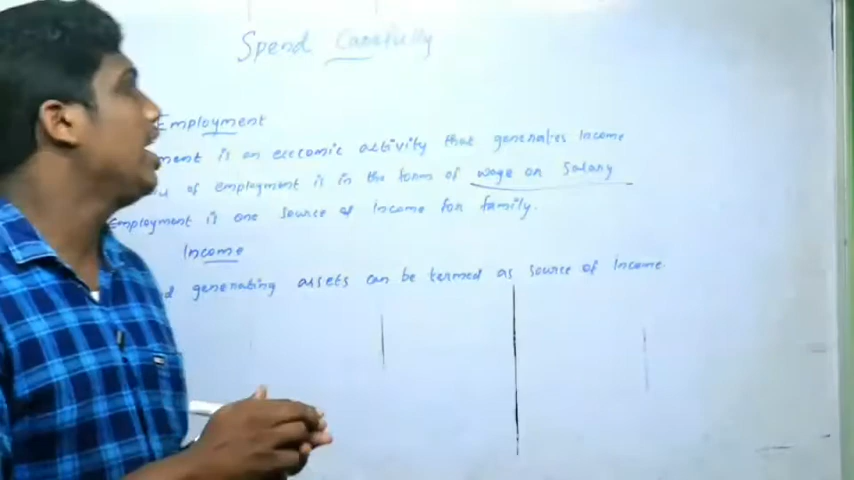 Spend Carefully
Employment
ment is an economic activity that generates Income
of employment is in the form of wage on Salary
Employment is one source of Income for family.
Income
generating assets can be termed as source of Income.